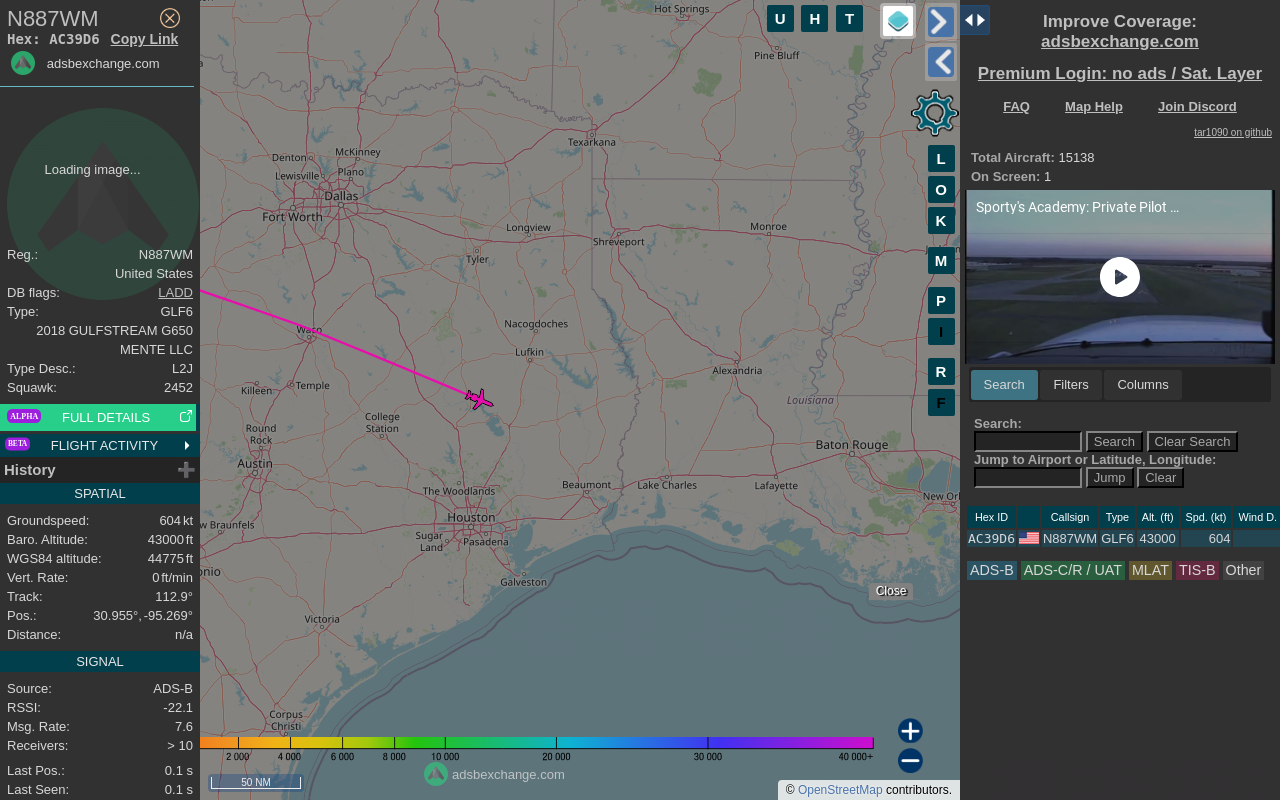 N887WM
Hex: AC39D6 Copy Link
adsbexchange.com
Loading image...
Reg.: N887WM
United States
DB flags: LADD
Type: GLF6
2018 GULFSTREAM G650
MENTE LLC
Type Desc.: L2J
Squawk: 2452
ALPHA FULL DETAILS
BETA FLIGHT ACTIVITY
History
SPATIAL
Groundspeed: 604 kt
Baro. Altitude: 43000 ft
WGS84 altitude: 44775 ft
Vert. Rate: 0 ft/min
Track: 112.9°
Pos.: 30.955°, -95.269°
Distance: n/a
SIGNAL
Source: ADS-B
RSSI: -22.1
Msg. Rate: 7.6
Receivers: > 10
Last Pos.: 0.1 s
Last Seen: 0.1 s
Hot Springs
U H T
Pine Bluff
Texarkana
Denton
McKinney
Lewisville
Plano
Dallas
Fort Worth
Longview
Monroe
Shreveport
Tyler
Waco
Nacogdoches
Lufkin
Alexandria
Killeen
Temple
Louisiana
College
Station
Round
Rock
Baton Rouge
Austin
The Woodlands
Beaumont
Lake Charles
Lafayette
New Orl
w Braunfels
Houston
Sugar
Land
Pasadena
onio
Galveston
Victoria
Corpus
Christi
L
O
K
M
P
I
R
F
Close
2 000 4 000 6 000 8 000 10 000 20 000 30 000 40 000+
50 NM
adsbexchange.com
© OpenStreetMap contributors.
Improve Coverage:
adsbexchange.com
Premium Login: no ads / Sat. Layer
FAQ Map Help Join Discord
tar1090 on github
Total Aircraft: 15138
On Screen: 1
Sporty's Academy: Private Pilot ...
Search Filters Columns
Search:
Search Clear Search
Jump to Airport or Latitude, Longitude:
Jump Clear
Hex ID Callsign Type Alt. (ft) Spd. (kt) Wind D.
AC39D6 N887WM GLF6 43000 604
ADS-B ADS-C/R / UAT MLAT TIS-B Other